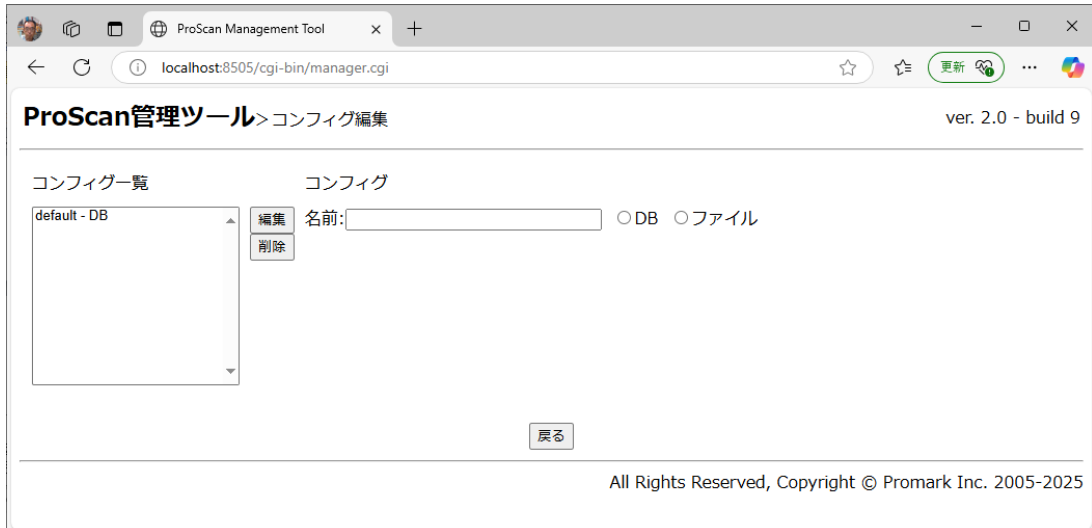 ProScan Management Tool
localhost:8505/cgi-bin/manager.cgi
更新
ProScan管理ツール>コンフィグ編集
ver. 2.0 - build 9
コンフィグ一覧
コンフィグ
default - DB
編集
名前:
DB
ファイル
削除
戻る
All Rights Reserved, Copyright © Promark Inc. 2005-2025